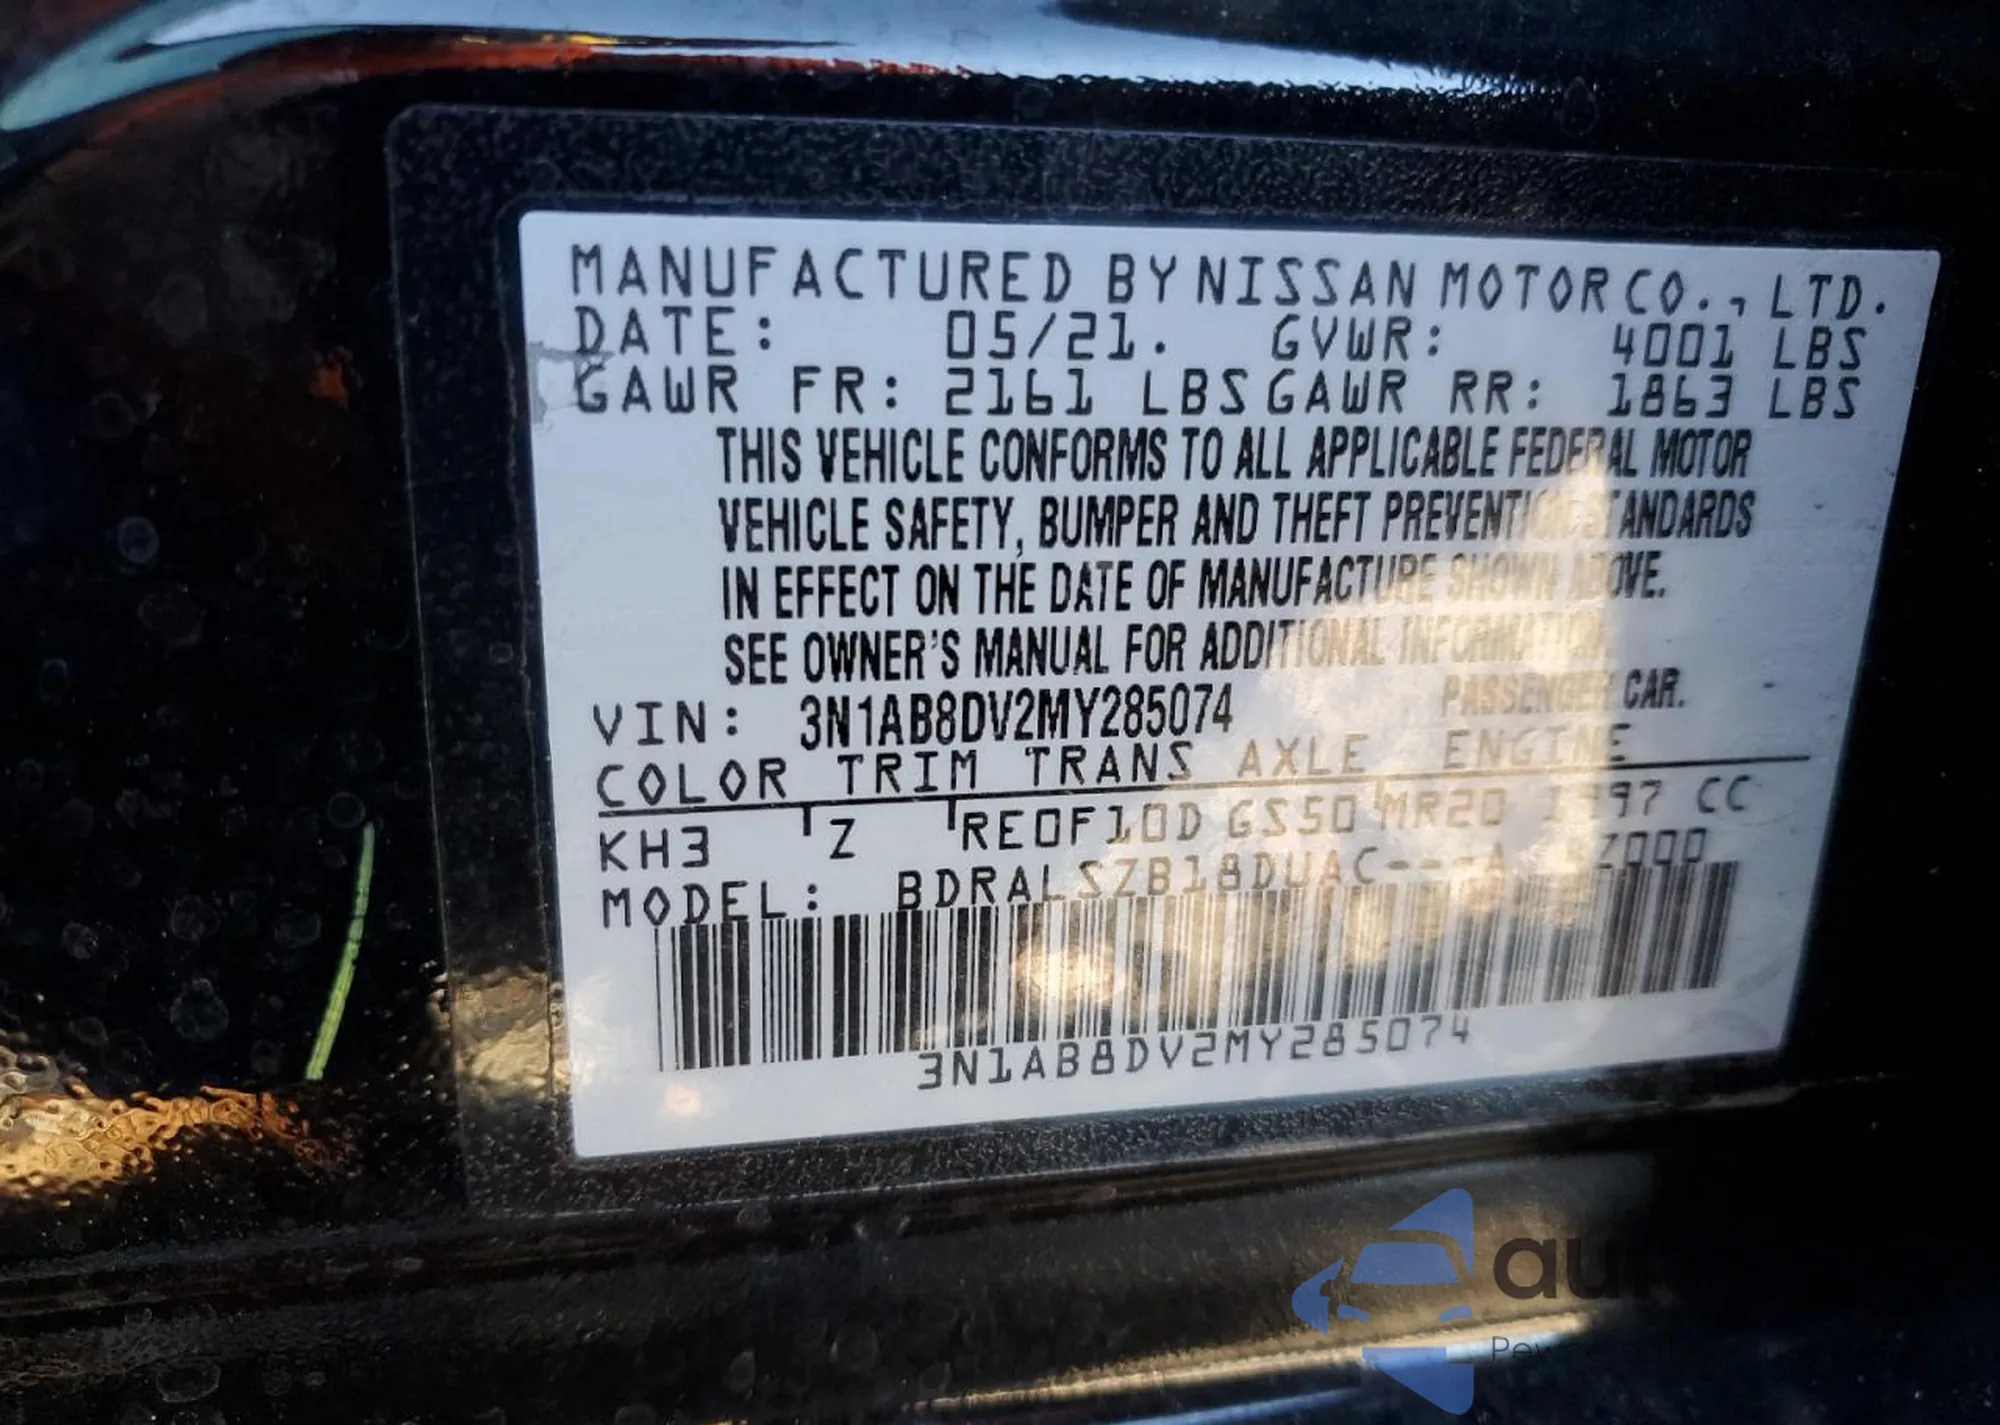 MANUFACTURED BY NISSAN MOTOR CO., LTD.
DATE: 05/21. GVWR: 4001 LBS
GAWR FR: 2161 LBS GAWR RR: 1863 LBS
THIS VEHICLE CONFORMS TO ALL APPLICABLE FEDERAL MOTOR
VEHICLE SAFETY, BUMPER AND THEFT PREVENTION STANDARDS
IN EFFECT ON THE DATE OF MANUFACTURE SHOWN ABOVE.
SEE OWNER'S MANUAL FOR ADDITIONAL INFORMATION.
VIN: 3N1AB8DV2MY285074 PASSENGER CAR.
COLOR TRIM TRANS AXLE ENGINE
KH3 Z RE0F10D GS50 MR20 1997 CC
MODEL: BDRALSZB18DUAC---A
3N1AB8DV2MY285074